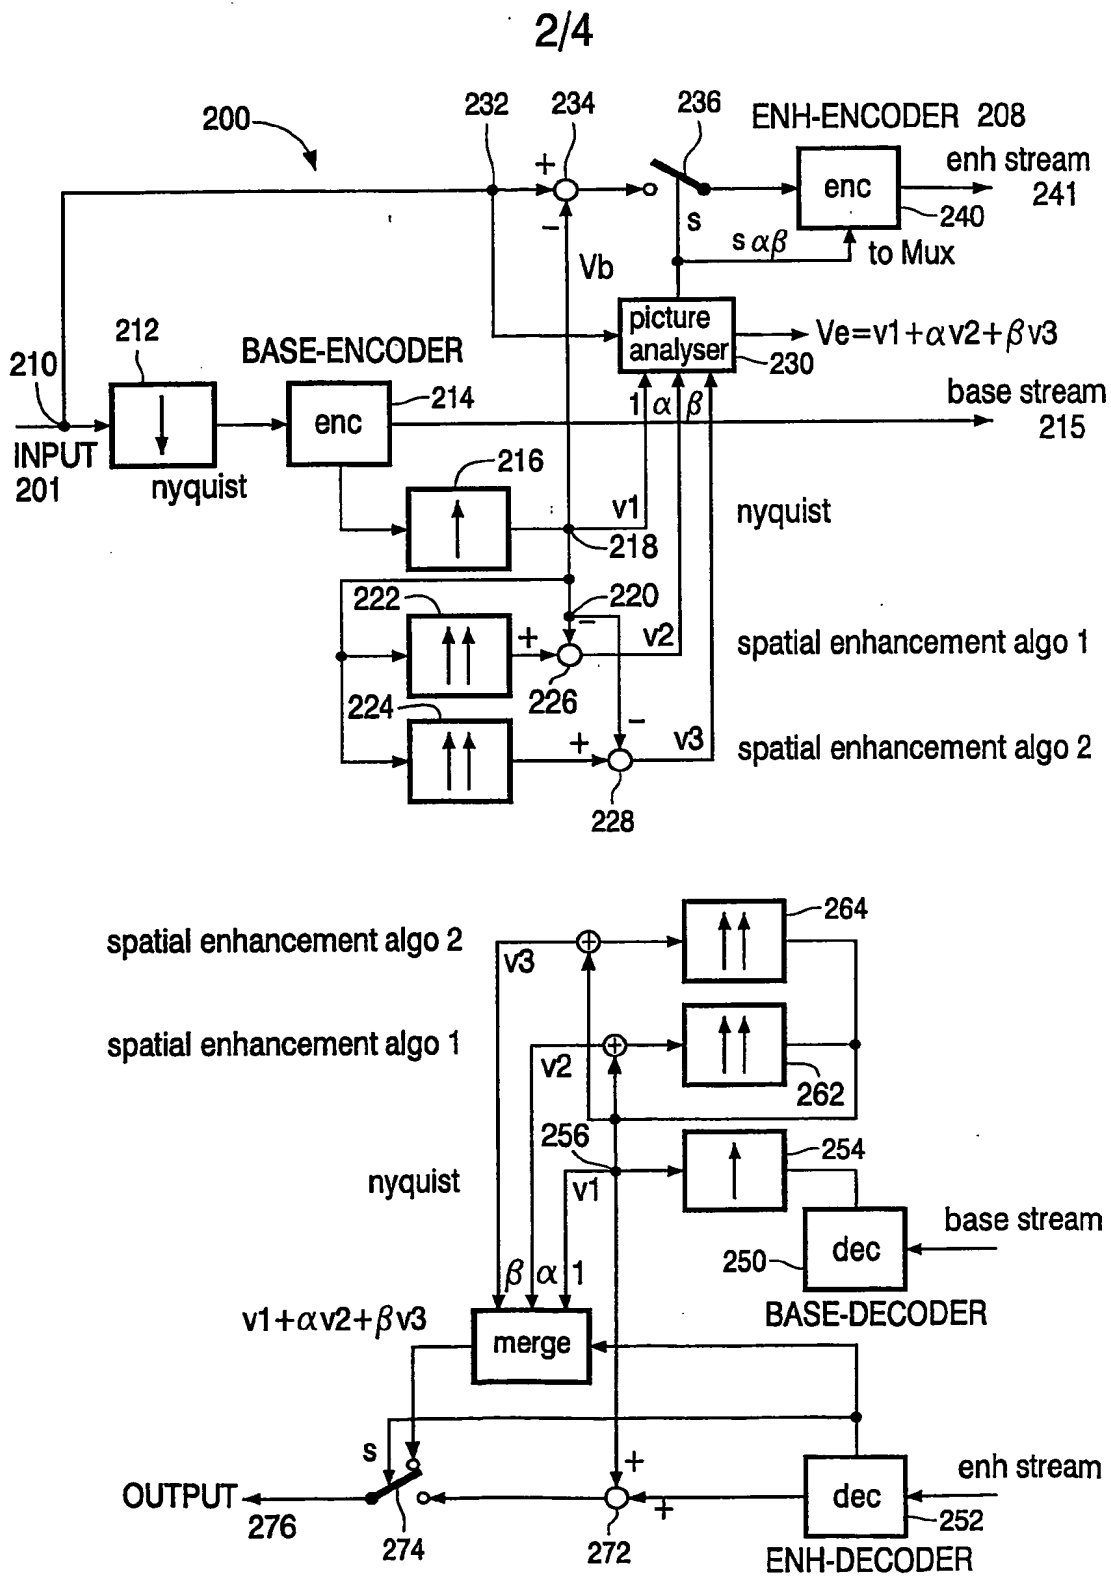 2/4
232
234
236
ENH-ENCODER 208
200
enh stream
241
+
enc
240
−
s
s αβ
to Mux
Vb
212
picture
analyser
230
Ve=v1+αv2+βv3
BASE-ENCODER
210
214
1 α β
base stream
215
enc
INPUT
201
nyquist
216
v1
nyquist
218
222
220
−
+
v2
spatial enhancement algo 1
226
224
−
+
v3
spatial enhancement algo 2
228
264
spatial enhancement algo 2
+
v3
spatial enhancement algo 1
+
v2
262
256
254
nyquist
v1
base stream
250
dec
β α 1
BASE-DECODER
v1+αv2+βv3
merge
s
+
enh stream
OUTPUT
276
+
dec
252
274
272
ENH-DECODER